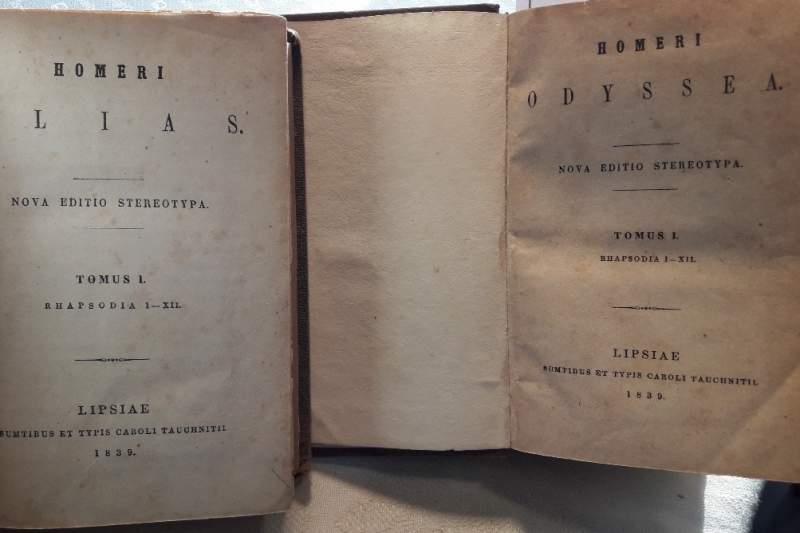 HOMERI
LIAS.
NOVA EDITIO STEREOTYPA.
TOMUS I.
RHAPSODIA I—XII.
LIPSIAE
SUMTIBUS ET TYPIS CAROLI TAUCHNITII.
1839.
HOMERI
ODYSSEA.
NOVA EDITIO STEREOTYPA.
TOMUS I.
RHAPSODIA I—XII.
LIPSIAE
SUMTIBUS ET TYPIS CAROLI TAUCHNITII.
1839.